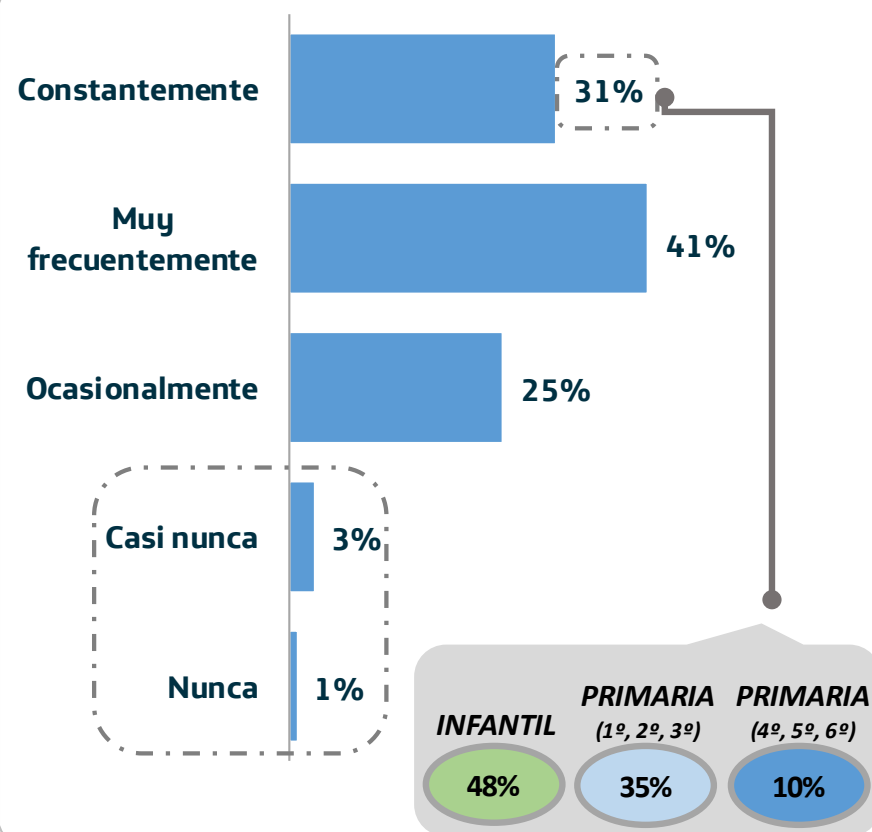 Constantemente
31%
Muy
frecuentemente
41%
Ocasionalmente
25%
Casi nunca
3%
Nunca
1%
INFANTIL
PRIMARIA
(1º, 2º, 3º)
PRIMARIA
(4º, 5º, 6º)
48%
35%
10%